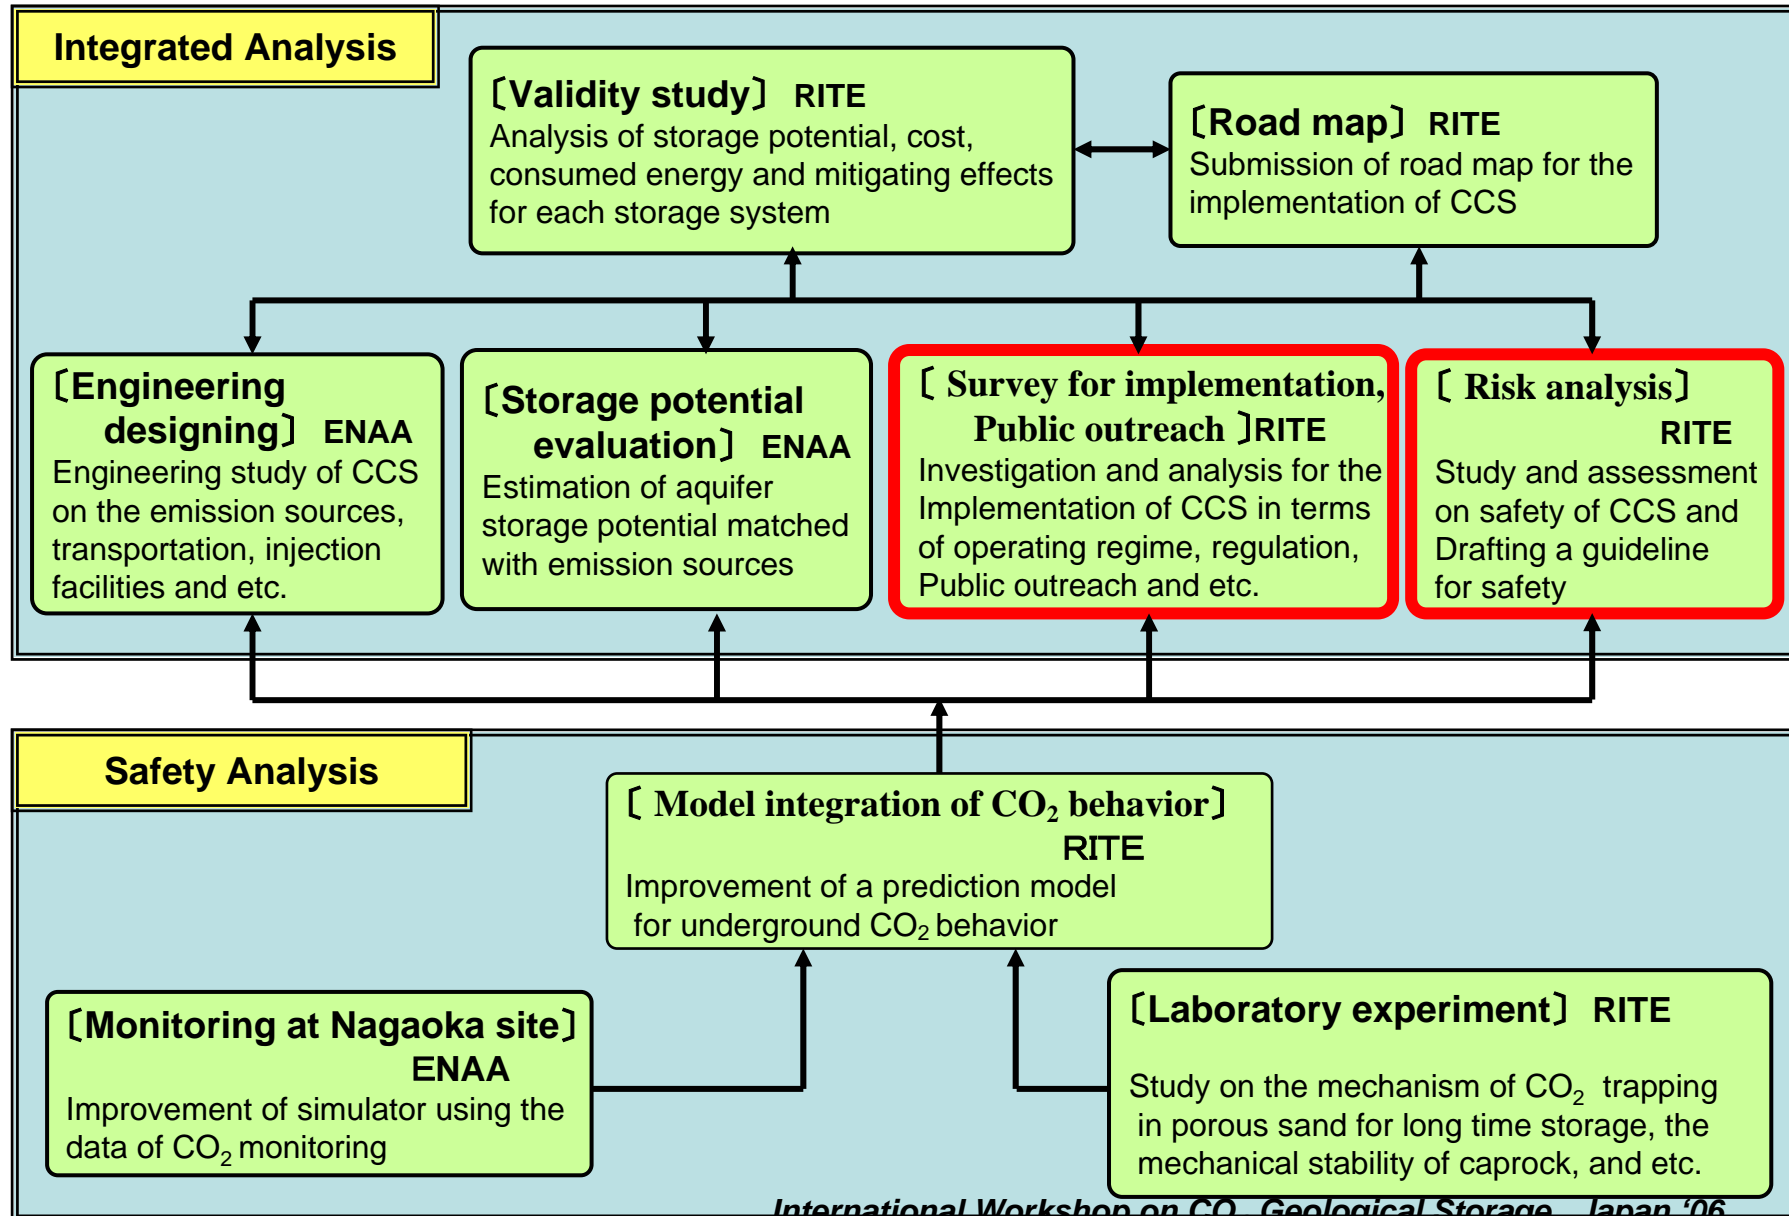 Integrated Analysis
〔Validity study〕 RITE
Analysis of storage potential, cost,
consumed energy and mitigating effects
for each storage system
〔Road map〕 RITE
Submission of road map for the
implementation of CCS
〔Engineering
designing〕 ENAA
Engineering study of CCS
on the emission sources,
transportation, injection
facilities and etc.
〔Storage potential
evaluation〕 ENAA
Estimation of aquifer
storage potential matched
with emission sources
〔 Survey for implementation,
Public outreach 〕RITE
Investigation and analysis for the
Implementation of CCS in terms
of operating regime, regulation,
Public outreach and etc.
〔 Risk analysis〕
RITE
Study and assessment
on safety of CCS and
Drafting a guideline
for safety
Safety Analysis
〔 Model integration of CO₂ behavior〕
RITE
Improvement of a prediction model
for underground CO₂ behavior
〔Monitoring at Nagaoka site〕
ENAA
Improvement of simulator using the
data of CO₂ monitoring
〔Laboratory experiment〕 RITE
Study on the mechanism of CO₂ trapping
in porous sand for long time storage, the
mechanical stability of caprock, and etc.
International Workshop on CO Geological Storage, Japan ‘06